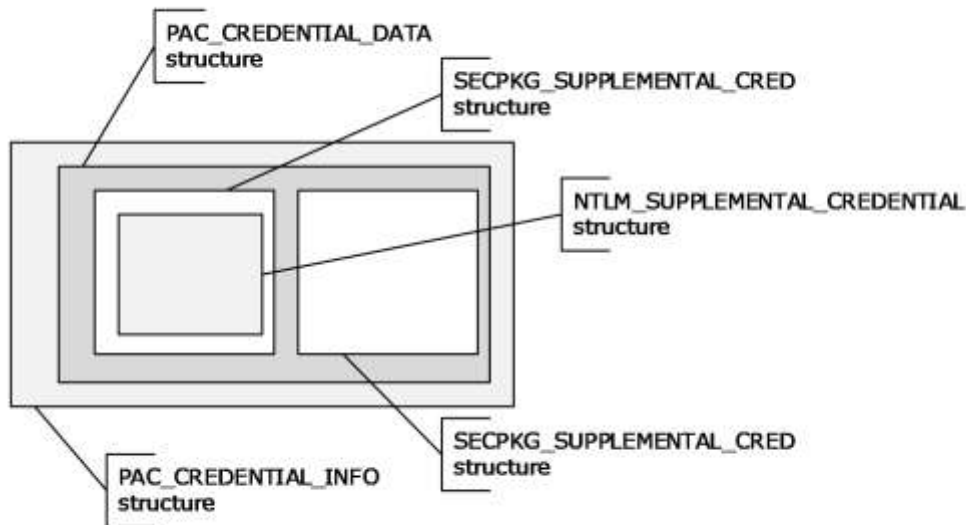 PAC_CREDENTIAL_DATA
structure
SECPKG_SUPPLEMENTAL_CRED
structure
NTLM_SUPPLEMENTAL_CREDENTIAL
structure
SECPKG_SUPPLEMENTAL_CRED
structure
PAC_CREDENTIAL_INFO
structure